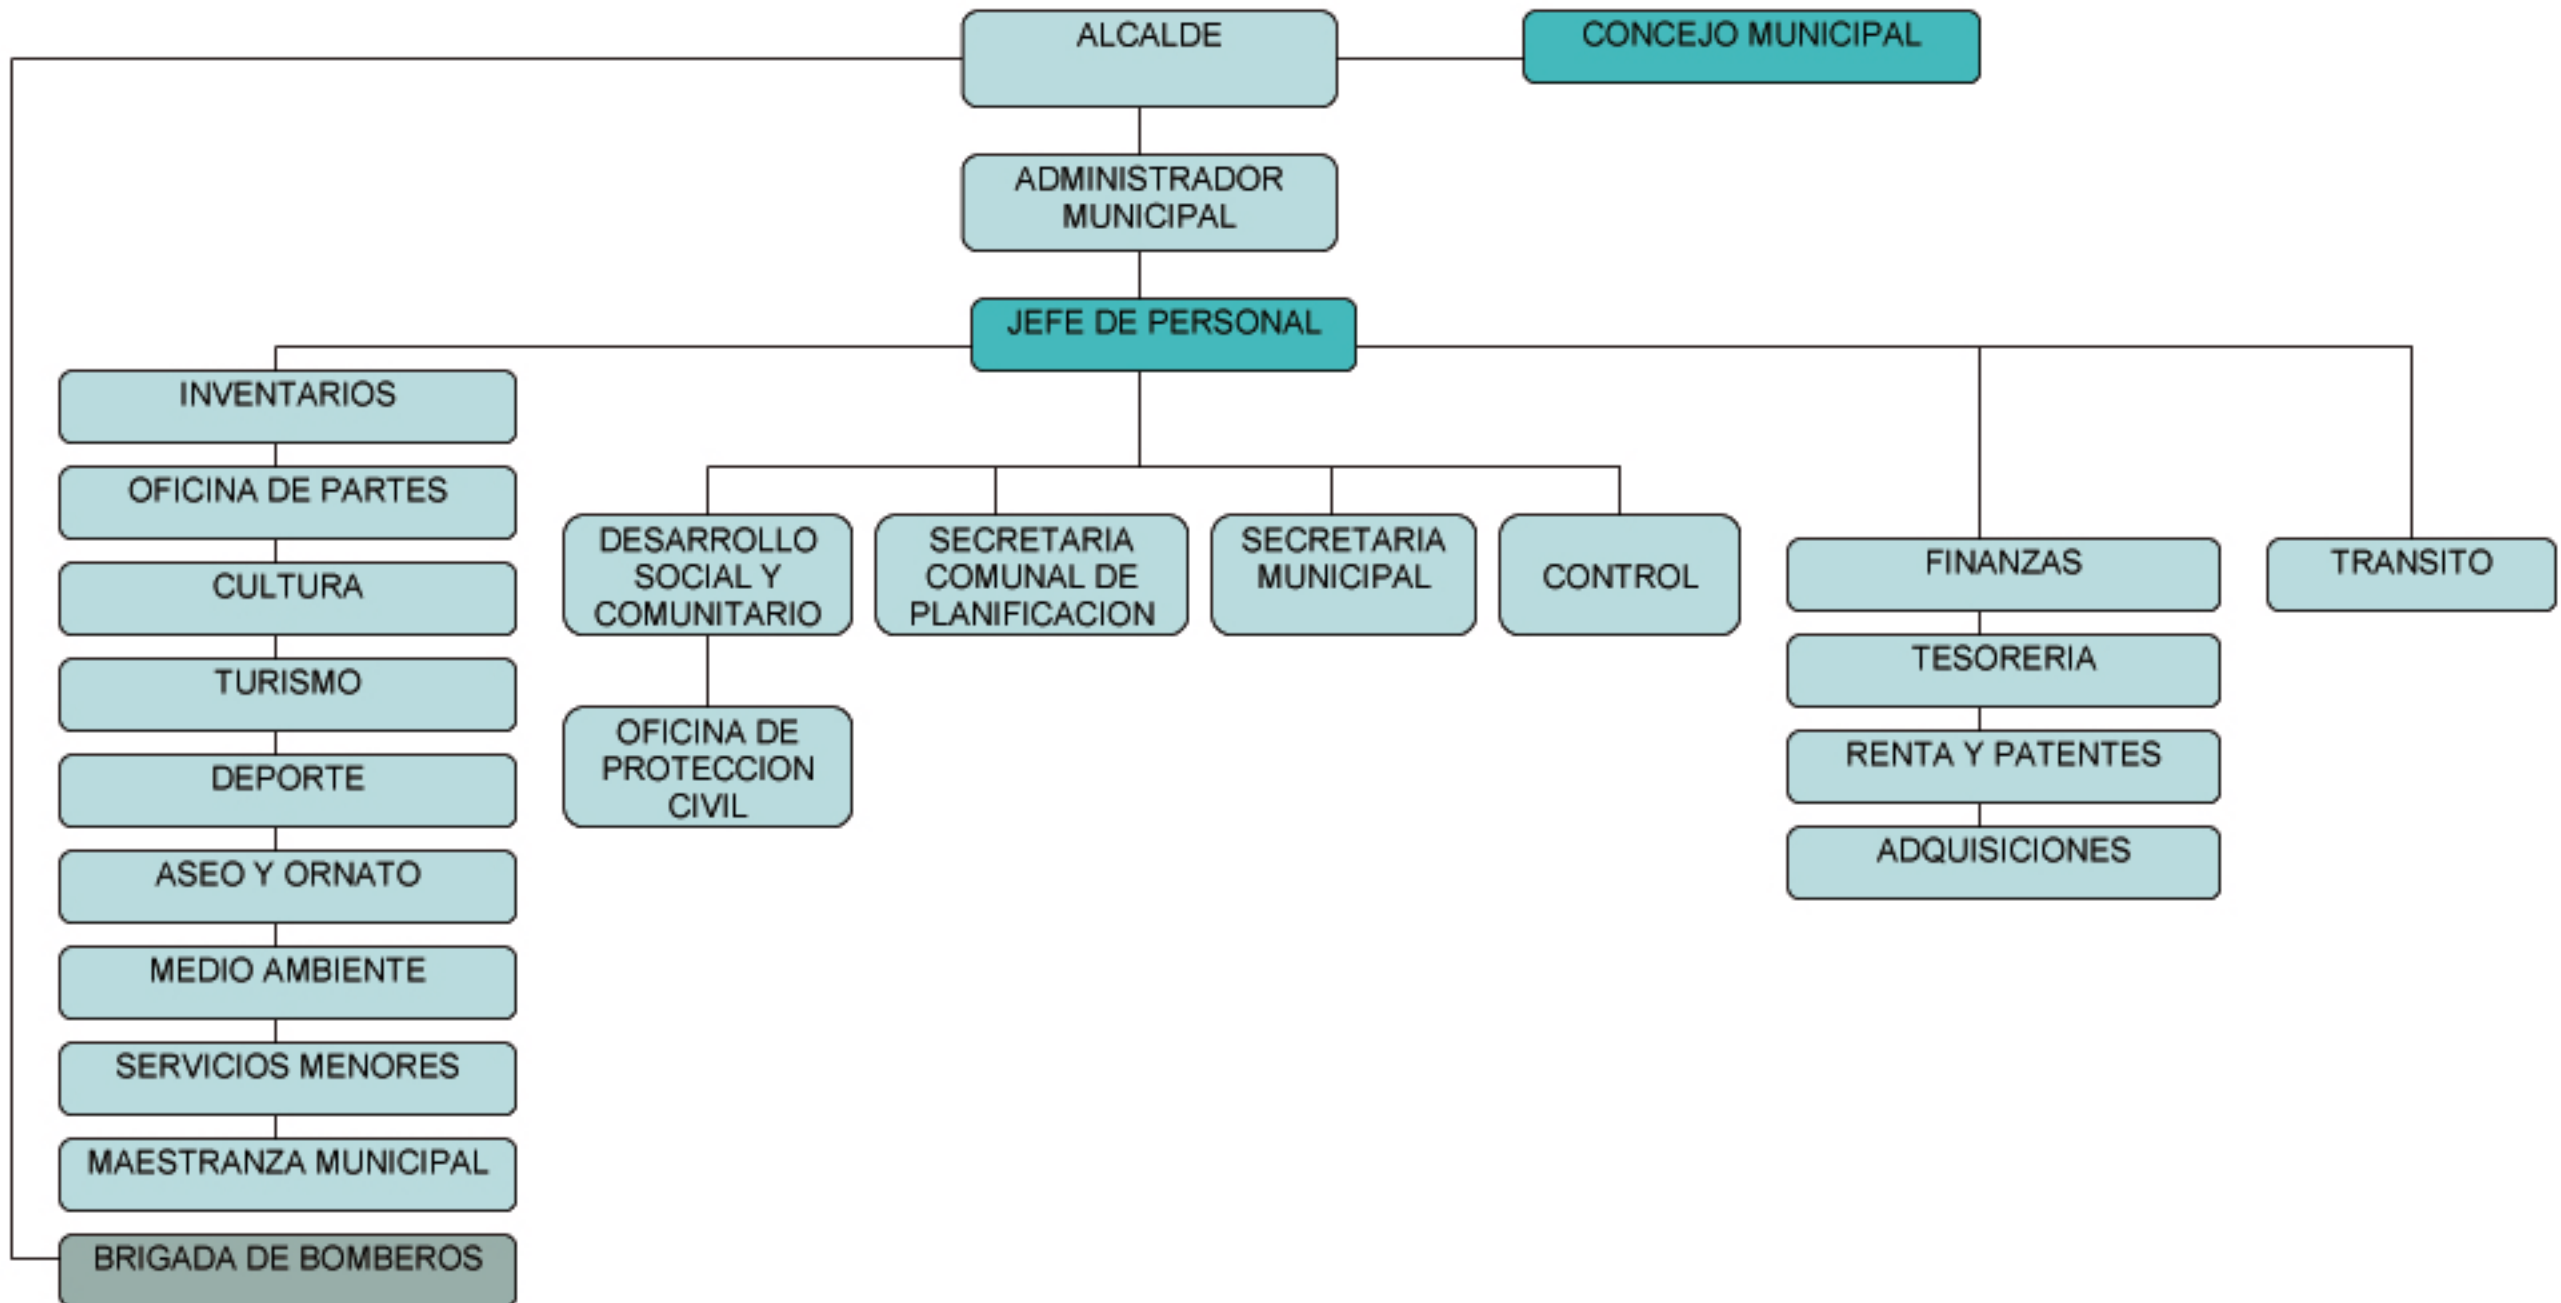 ALCALDE
CONCEJO MUNICIPAL
ADMINISTRADOR
MUNICIPAL
JEFE DE PERSONAL
INVENTARIOS
OFICINA DE PARTES
CULTURA
TURISMO
DEPORTE
ASEO Y ORNATO
MEDIO AMBIENTE
SERVICIOS MENORES
MAESTRANZA MUNICIPAL
BRIGADA DE BOMBEROS
DESARROLLO
SOCIAL Y
COMUNITARIO
OFICINA DE
PROTECCION
CIVIL
SECRETARIA
COMUNAL DE
PLANIFICACION
SECRETARIA
MUNICIPAL
CONTROL
FINANZAS
TESORERIA
RENTA Y PATENTES
ADQUISICIONES
TRANSITO